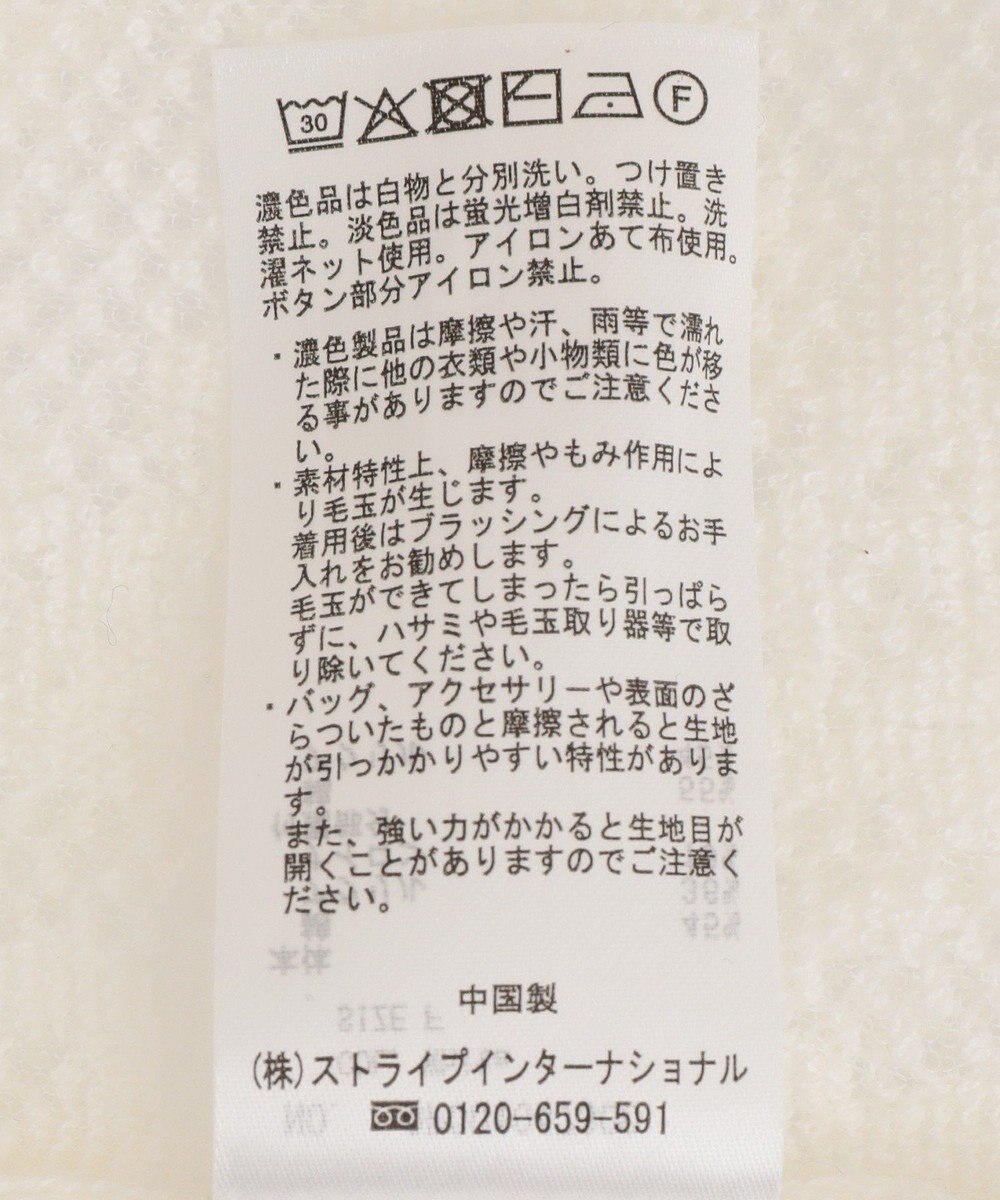 30 F
濃色品は白物と分別洗い。つけ置き
禁止。淡色品は蛍光増白剤禁止。洗
濯ネット使用。アイロンあて布使用。
ボタン部分アイロン禁止。
・濃色製品は摩擦や汗、雨等で濡れ
た際に他の衣類や小物類に色が移
る事がありますのでご注意くださ
い。
・素材特性上、摩擦やもみ作用によ
り毛玉が生じます。
着用後はブラッシングによるお手
入れをお勧めします。
毛玉ができてしまったら引っぱら
ずに、ハサミや毛玉取り器等で取
り除いてください。
・バッグ、アクセサリーや表面のざ
らついたものと摩擦されると生地
が引っかかりやすい特性がありま
す。
また、強い力がかかると生地目が
開くことがありますのでご注意く
ださい。
中国製
(株)ストライプインターナショナル
0120-659-591